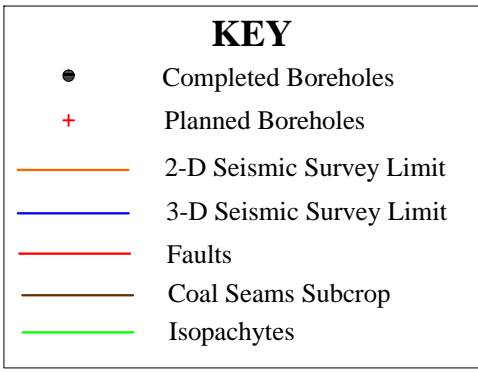 KEY
Completed Boreholes
Planned Boreholes
2-D Seismic Survey Limit
3-D Seismic Survey Limit
Faults
Coal Seams Subcrop
Isopachytes